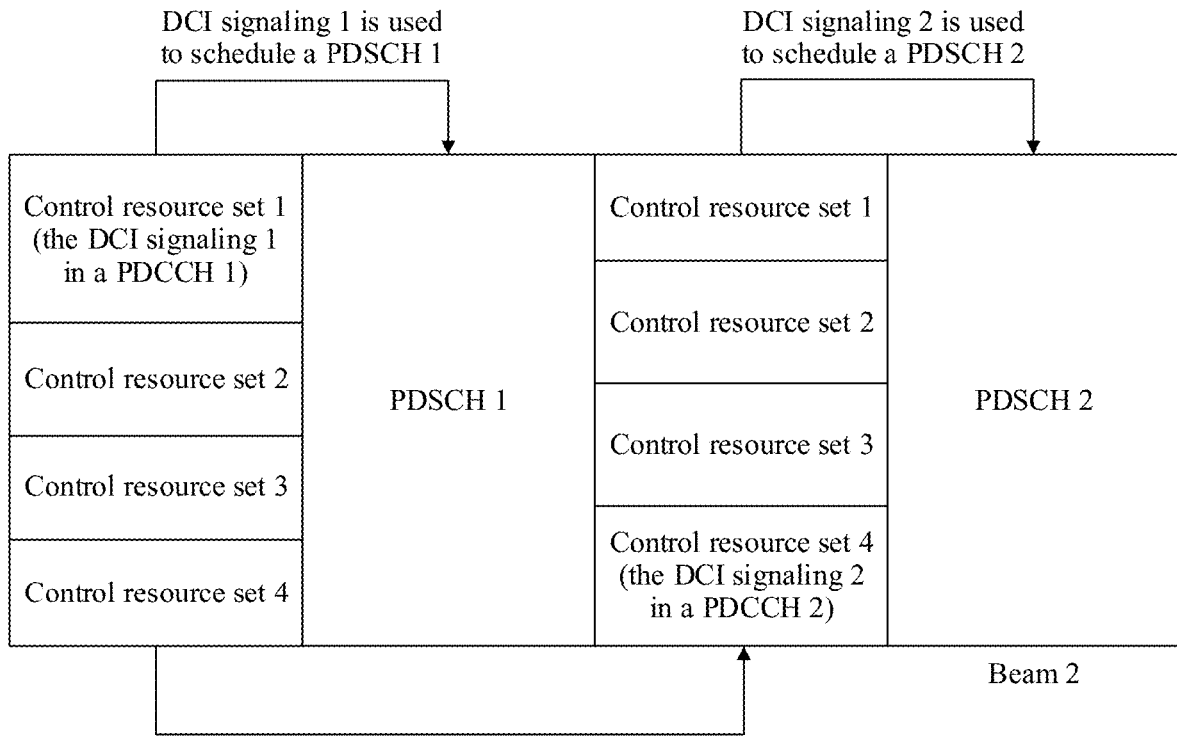 DCI signaling 1 is used
to schedule a PDSCH 1
DCI signaling 2 is used
to schedule a PDSCH 2
Control resource set 1
(the DCI signaling 1
in a PDCCH 1)
Control resource set 2
Control resource set 3
Control resource set 4
PDSCH 1
Control resource set 1
Control resource set 2
Control resource set 3
Control resource set 4
(the DCI signaling 2
in a PDCCH 2)
PDSCH 2
Beam 2